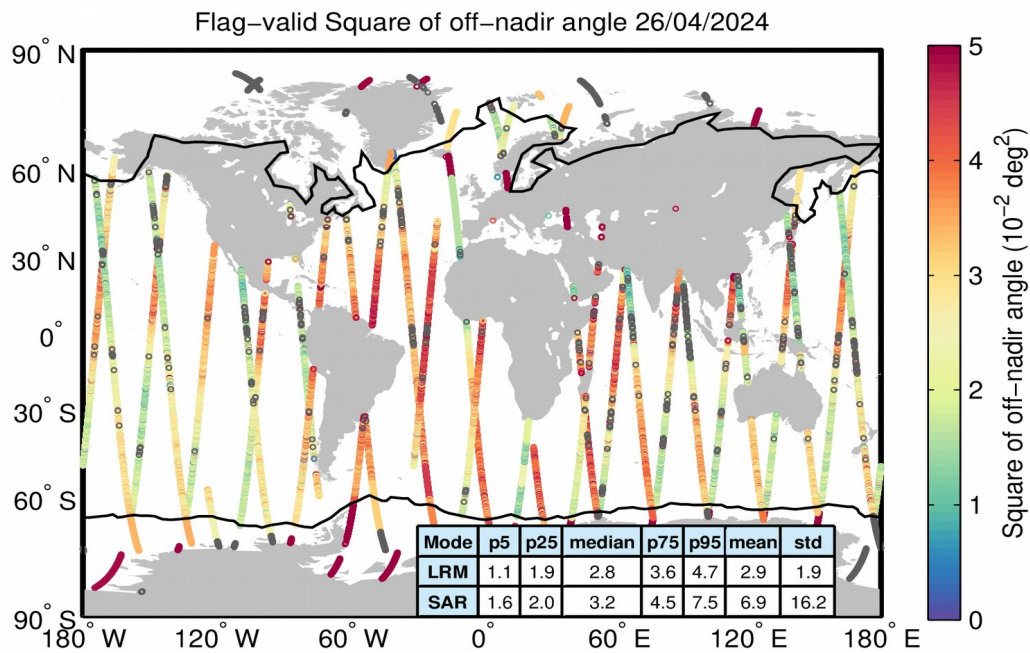 Flag−valid Square of off−nadir angle 26/04/2024
90° N
60° N
30° N
0°
30° S
60° S
90° S
180° W 120° W 60° W 0° 60° E 120° E 180° E
Mode p5 p25 median p75 p95 mean std
LRM 1.1 1.9 2.8 3.6 4.7 2.9 1.9
SAR 1.6 2.0 3.2 4.5 7.5 6.9 16.2
5
4
3
2
1
0
Square of off−nadir angle (10⁻² deg²)